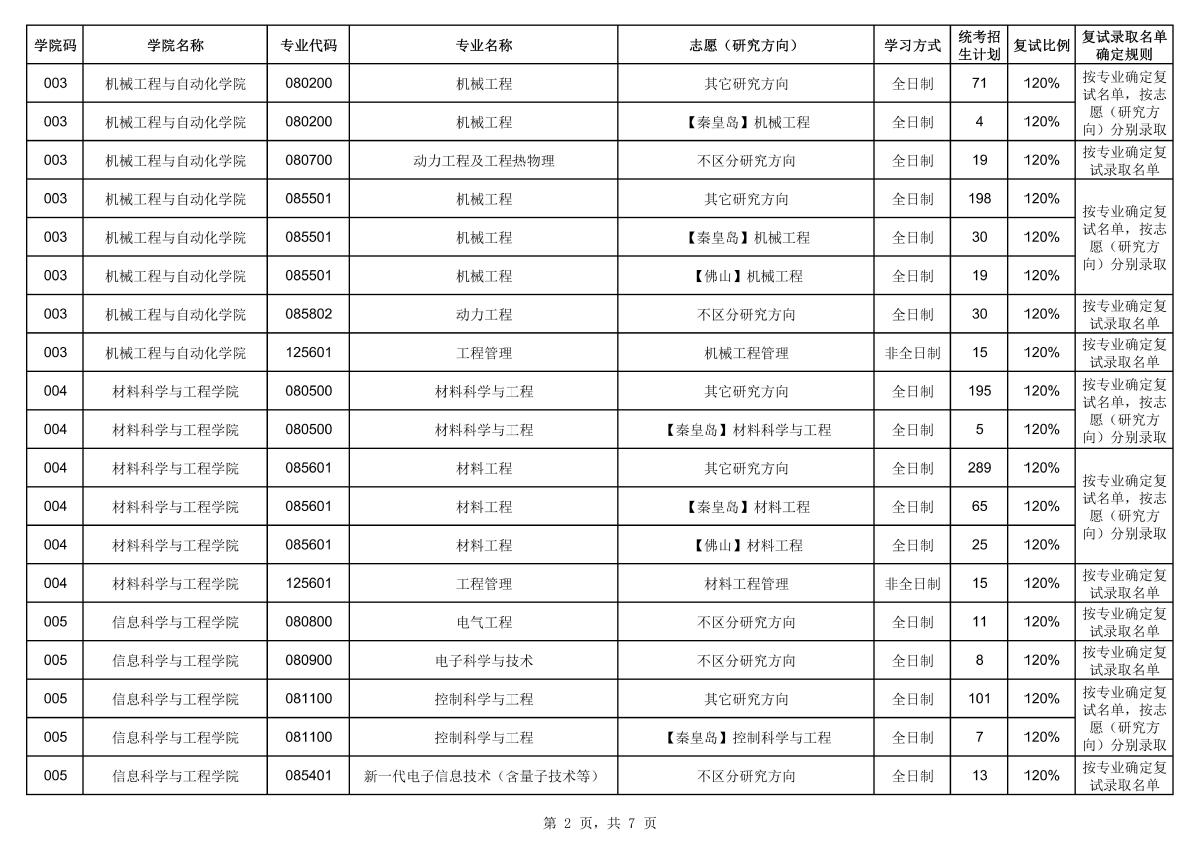 学院码 学院名称 专业代码 专业名称 志愿（研究方向） 学习方式 统考招生计划 复试比例 复试录取名单确定规则
003 机械工程与自动化学院 080200 机械工程 其它研究方向 全日制 71 120% 按专业确定复试名单，按志愿（研究方向）分别录取
003 机械工程与自动化学院 080200 机械工程 【秦皇岛】机械工程 全日制 4 120%
003 机械工程与自动化学院 080700 动力工程及工程热物理 不区分研究方向 全日制 19 120% 按专业确定复试录取名单
003 机械工程与自动化学院 085501 机械工程 其它研究方向 全日制 198 120% 按专业确定复试名单，按志愿（研究方向）分别录取
003 机械工程与自动化学院 085501 机械工程 【秦皇岛】机械工程 全日制 30 120%
003 机械工程与自动化学院 085501 机械工程 【佛山】机械工程 全日制 19 120%
003 机械工程与自动化学院 085802 动力工程 不区分研究方向 全日制 30 120% 按专业确定复试录取名单
003 机械工程与自动化学院 125601 工程管理 机械工程管理 非全日制 15 120% 按专业确定复试录取名单
004 材料科学与工程学院 080500 材料科学与工程 其它研究方向 全日制 195 120% 按专业确定复试名单，按志愿（研究方向）分别录取
004 材料科学与工程学院 080500 材料科学与工程 【秦皇岛】材料科学与工程 全日制 5 120%
004 材料科学与工程学院 085601 材料工程 其它研究方向 全日制 289 120% 按专业确定复试名单，按志愿（研究方向）分别录取
004 材料科学与工程学院 085601 材料工程 【秦皇岛】材料工程 全日制 65 120%
004 材料科学与工程学院 085601 材料工程 【佛山】材料工程 全日制 25 120%
004 材料科学与工程学院 125601 工程管理 材料工程管理 非全日制 15 120% 按专业确定复试录取名单
005 信息科学与工程学院 080800 电气工程 不区分研究方向 全日制 11 120% 按专业确定复试录取名单
005 信息科学与工程学院 080900 电子科学与技术 不区分研究方向 全日制 8 120% 按专业确定复试录取名单
005 信息科学与工程学院 081100 控制科学与工程 其它研究方向 全日制 101 120% 按专业确定复试名单，按志愿（研究方向）分别录取
005 信息科学与工程学院 081100 控制科学与工程 【秦皇岛】控制科学与工程 全日制 7 120%
005 信息科学与工程学院 085401 新一代电子信息技术（含量子技术等） 不区分研究方向 全日制 13 120% 按专业确定复试录取名单
第 2 页，共 7 页